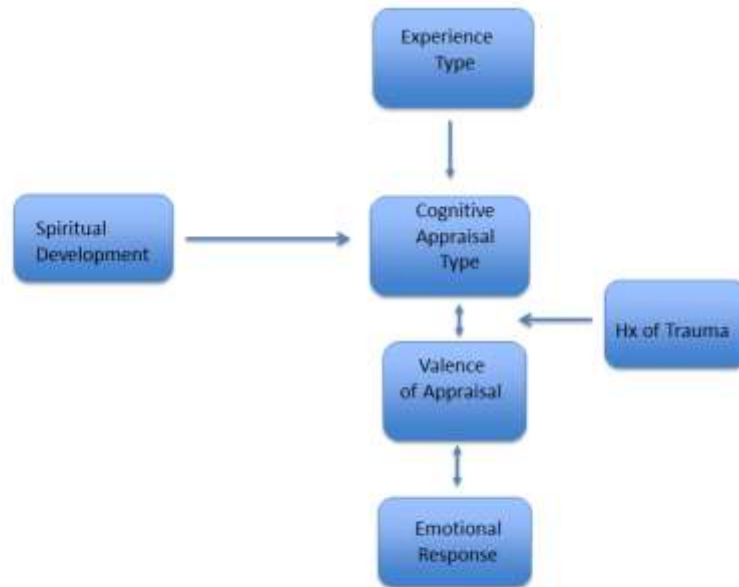 Experience
Type
Spiritual
Development
Cognitive
Appraisal
Type
Hx of Trauma
Valence
of Appraisal
Emotional
Response